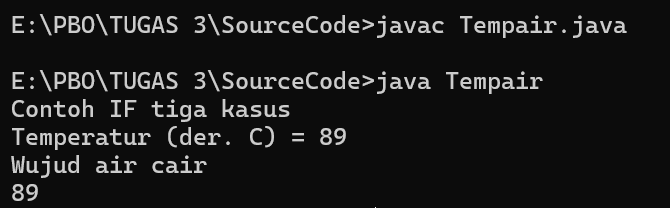 E:\PBO\TUGAS 3\SourceCode>javac Tempair.java
E:\PBO\TUGAS 3\SourceCode>java Tempair
Contoh IF tiga kasus
Temperatur (der. C) = 89
Wujud air cair
89